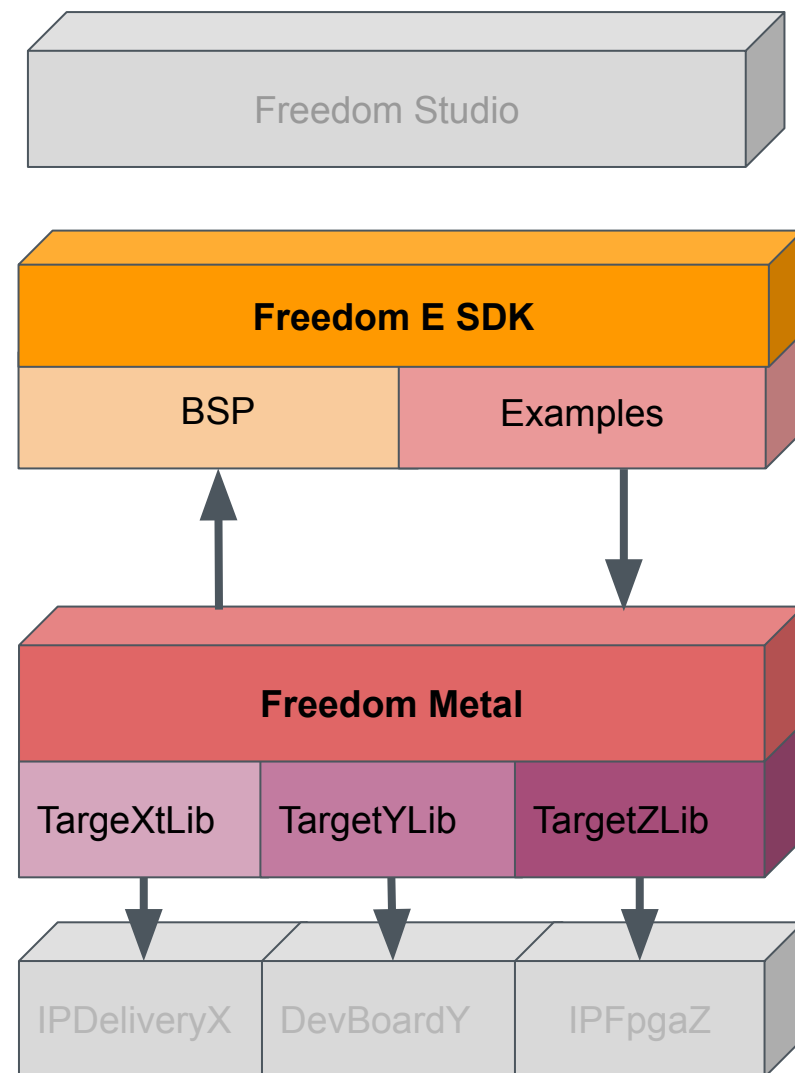 Freedom Studio
Freedom E SDK
BSP
Examples
Freedom Metal
TargeXtLib
TargetYLib
TargetZLib
IPDeliveryX
DevBoardY
IPFpgaZ